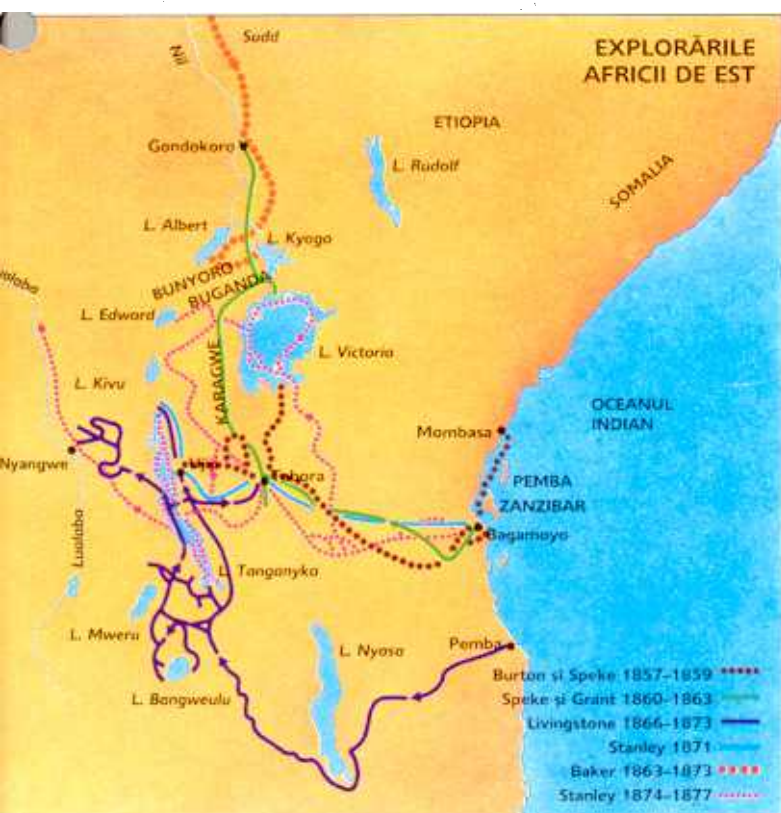 EXPLORĂRILE
AFRICII DE EST
Sudd
Nil
ETIOPIA
Gondokoro
L. Rudolf
SOMALIA
L. Albert
L. Kyogo
BUNYORO
BUGANDA
L. Edward
L. Victoria
L. Kivu
KARAGWE
OCEANUL
INDIAN
Mombasa
Nyangwe
Tabora
PEMBA
ZANZIBAR
Bagamoyo
Lualaba
L. Tanganyka
L. Mweru
L. Nyasa
Pemba
L. Bangweulu
Burton si Speke 1857–1859
Speke și Grant 1860–1863
Livingstone 1866–1873
Stanley 1871
Baker 1863–1873
Stanley 1874–1877